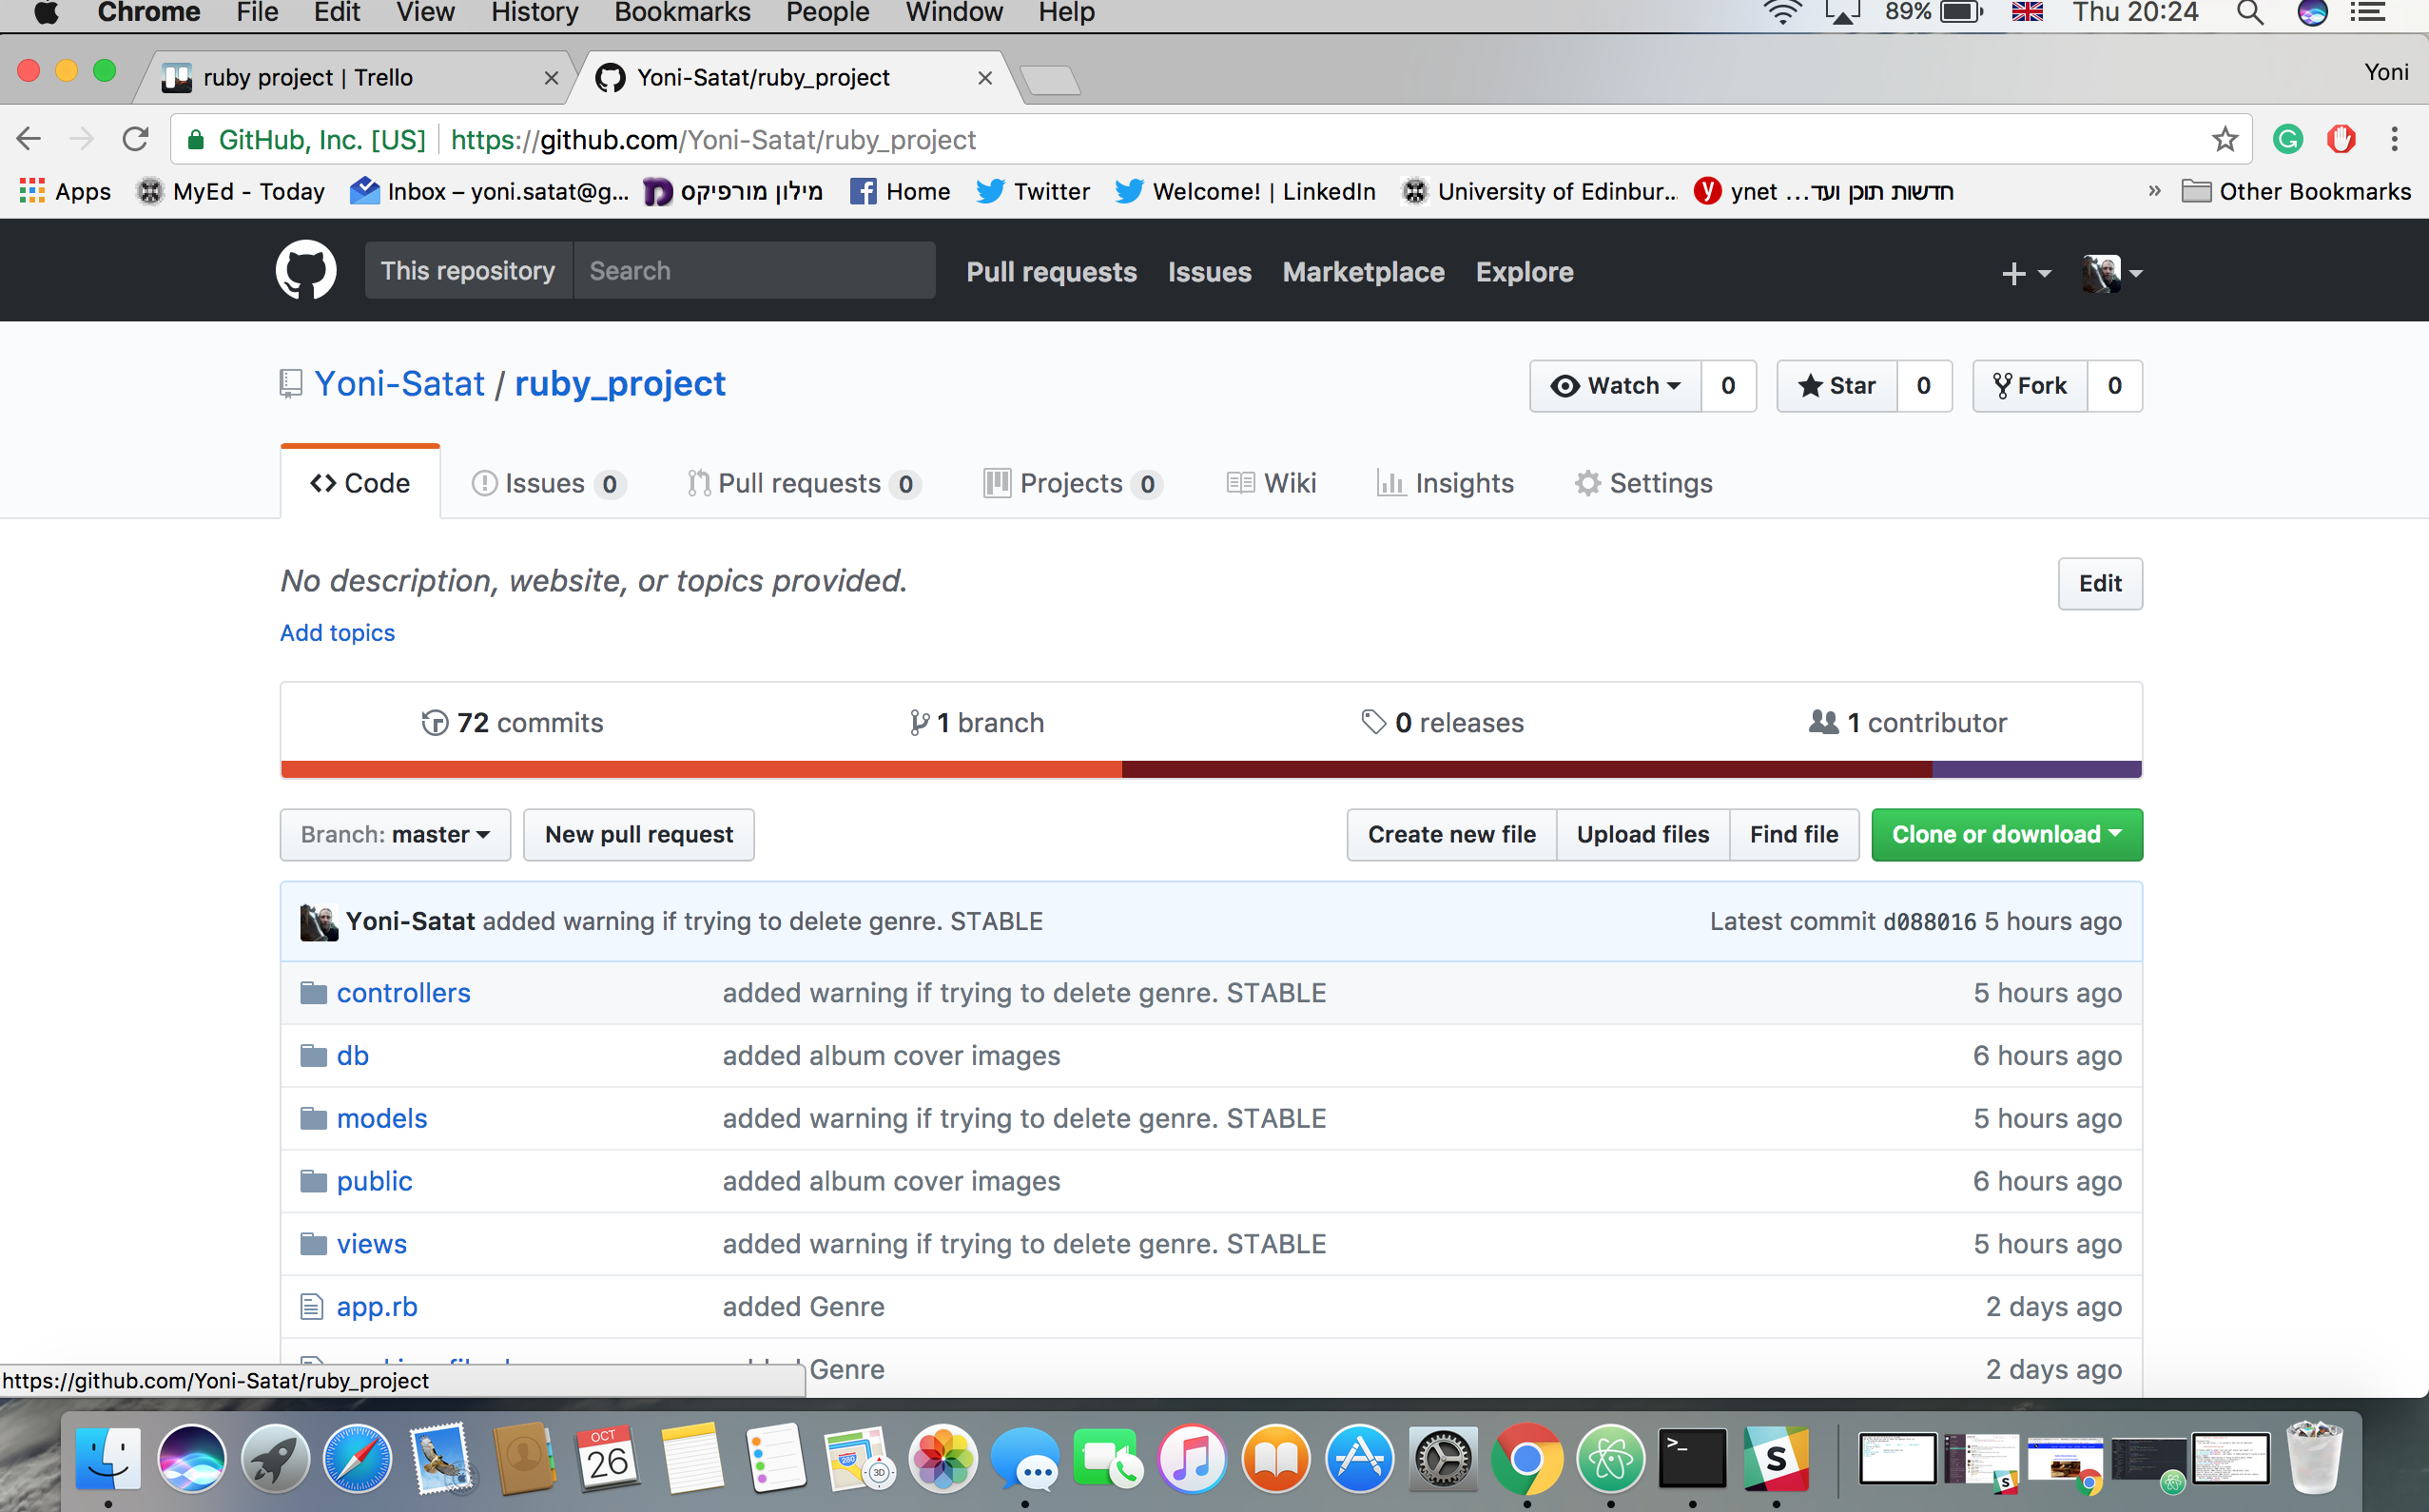 Chrome File Edit View History Bookmarks People Window Help 89% Thu 20:24
ruby project | Trello Yoni-Satat/ruby_project Yoni
GitHub, Inc. [US] https://github.com/Yoni-Satat/ruby_project
Apps MyEd - Today Inbox – yoni.satat@g... מילון מורפיקס Home Twitter Welcome! | LinkedIn University of Edinbur... ynet חדשות תוכן ועד... » Other Bookmarks
This repository Search Pull requests Issues Marketplace Explore
Yoni-Satat / ruby_project Watch 0 Star 0 Fork 0
Code Issues 0 Pull requests 0 Projects 0 Wiki Insights Settings
No description, website, or topics provided. Edit
Add topics
72 commits 1 branch 0 releases 1 contributor
Branch: master New pull request Create new file Upload files Find file Clone or download
Yoni-Satat added warning if trying to delete genre. STABLE Latest commit d088016 5 hours ago
controllers added warning if trying to delete genre. STABLE 5 hours ago
db added album cover images 6 hours ago
models added warning if trying to delete genre. STABLE 5 hours ago
public added album cover images 6 hours ago
views added warning if trying to delete genre. STABLE 5 hours ago
app.rb added Genre 2 days ago
Genre 2 days ago
https://github.com/Yoni-Satat/ruby_project
OCT
26
280
3D
>_
S